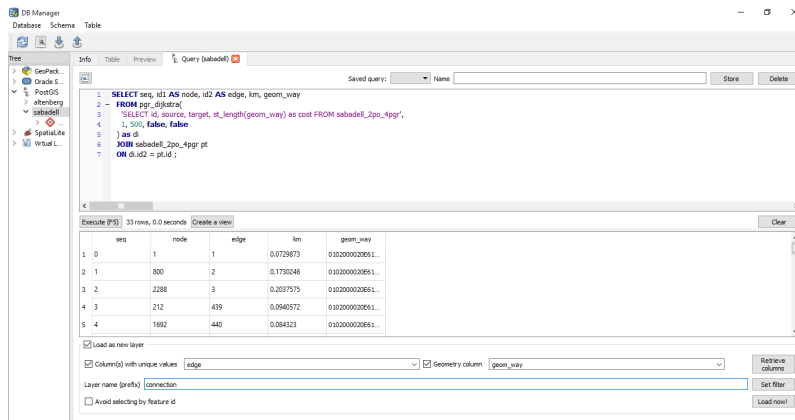 DB Manager
Database Schema Table
Tree
GeoPack...
Oracle S...
PostGIS
altenberg
sabadell
...
SpatiaLite
Virtual L...
Info Table Preview Query (sabadell)
Saved query: Name Store Delete
1 SELECT seq, id1 AS node, id2 AS edge, km, geom_way
2 FROM pgr_dijkstra(
3 'SELECT id, source, target, st_length(geom_way) as cost FROM sabadell_2po_4pgr',
4 1, 500, false, false
5 ) as di
6 JOIN sabadell_2po_4pgr pt
7 ON di.id2 = pt.id ;
Execute (F5) 33 rows, 0.0 seconds Create a view Clear
seq node edge km geom_way
1 0 1 1 0.0729873 0102000020E61...
2 1 800 2 0.1730246 0102000020E61...
3 2 2288 3 0.2037575 0102000020E61...
4 3 212 439 0.0940572 0102000020E61...
5 4 1692 440 0.084323 0102000020E61...
Load as new layer
Column(s) with unique values edge Geometry column geom_way Retrieve columns
Layer name (prefix) connection Set filter
Avoid selecting by feature id Load now!